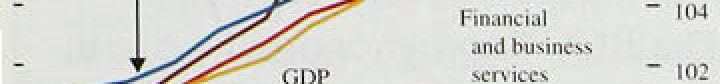 Financial
and business
services
GDP
104
102